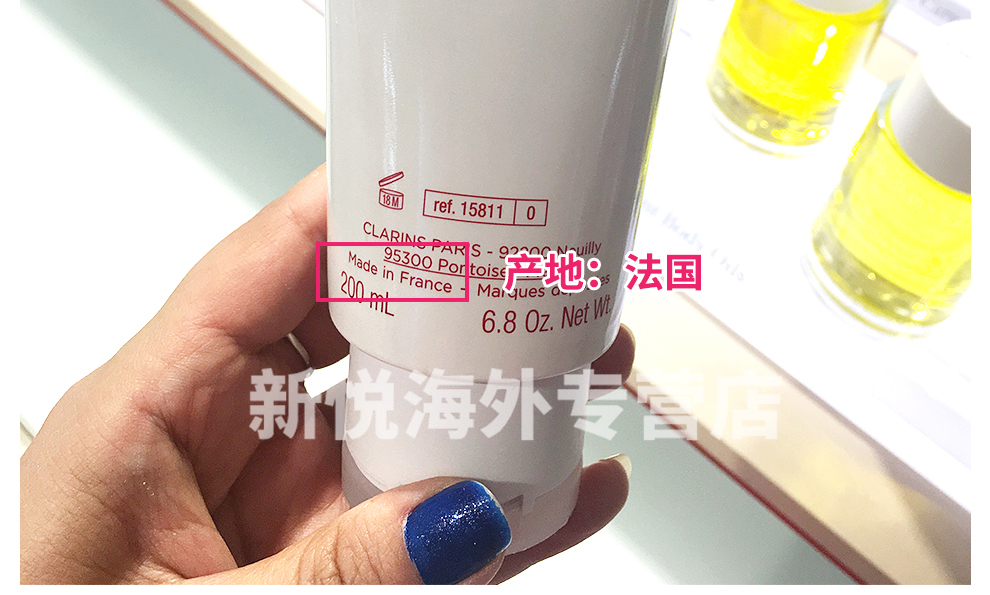 18M
ref. 15811 0
CLARINS PARIS - 92200 Neuilly
95300 Pontoise
Made in France - Marques déposées
产地：法国
200 mL
6.8 Oz. Net Wt.
新悦海外专营店